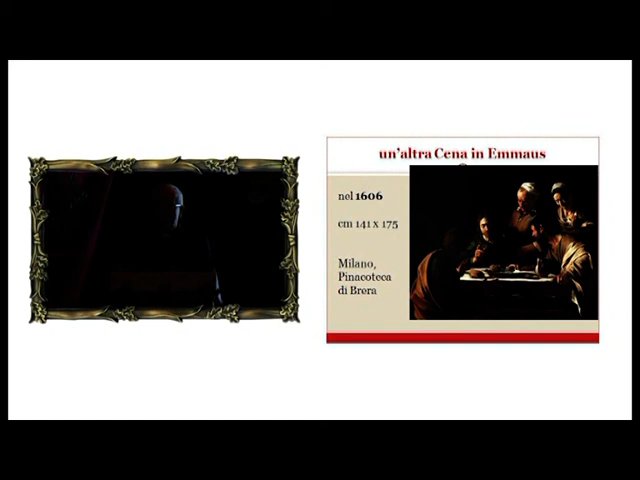 un'altra Cena in Emmaus
nel 1606
cm 141 x 175
Milano,
Pinacoteca
di Brera